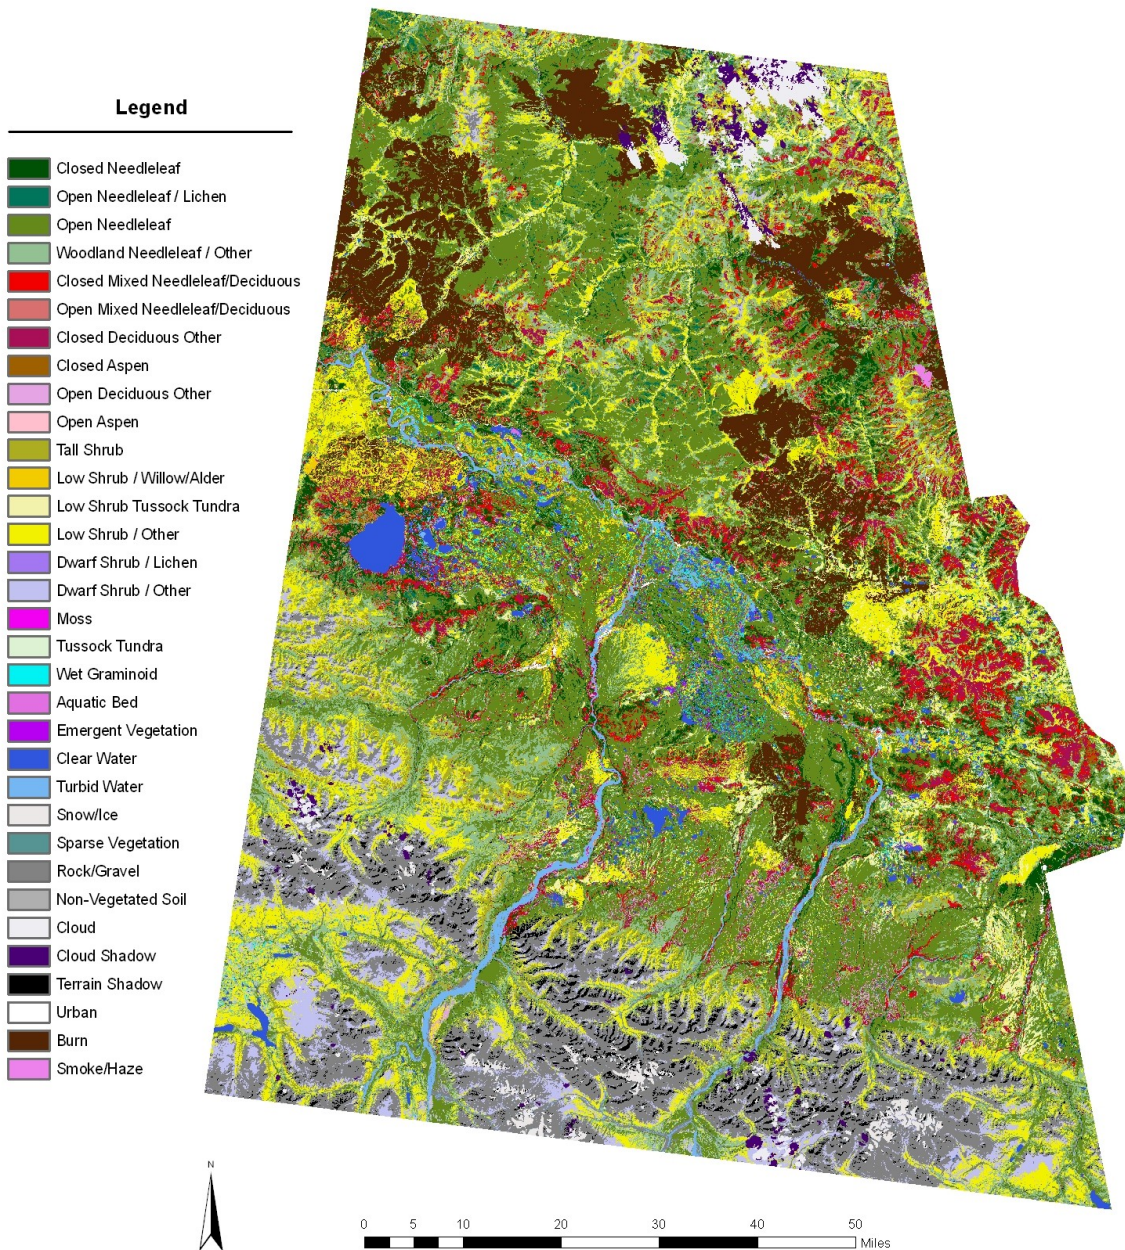 Legend
Closed Needleleaf
Open Needleleaf / Lichen
Open Needleleaf
Woodland Needleleaf / Other
Closed Mixed Needleleaf/Deciduous
Open Mixed Needleleaf/Deciduous
Closed Deciduous Other
Closed Aspen
Open Deciduous Other
Open Aspen
Tall Shrub
Low Shrub / Willow/Alder
Low Shrub Tussock Tundra
Low Shrub / Other
Dwarf Shrub / Lichen
Dwarf Shrub / Other
Moss
Tussock Tundra
Wet Graminoid
Aquatic Bed
Emergent Vegetation
Clear Water
Turbid Water
Snow/Ice
Sparse Vegetation
Rock/Gravel
Non-Vegetated Soil
Cloud
Cloud Shadow
Terrain Shadow
Urban
Burn
Smoke/Haze
N
0 5 10 20 30 40 50
Miles